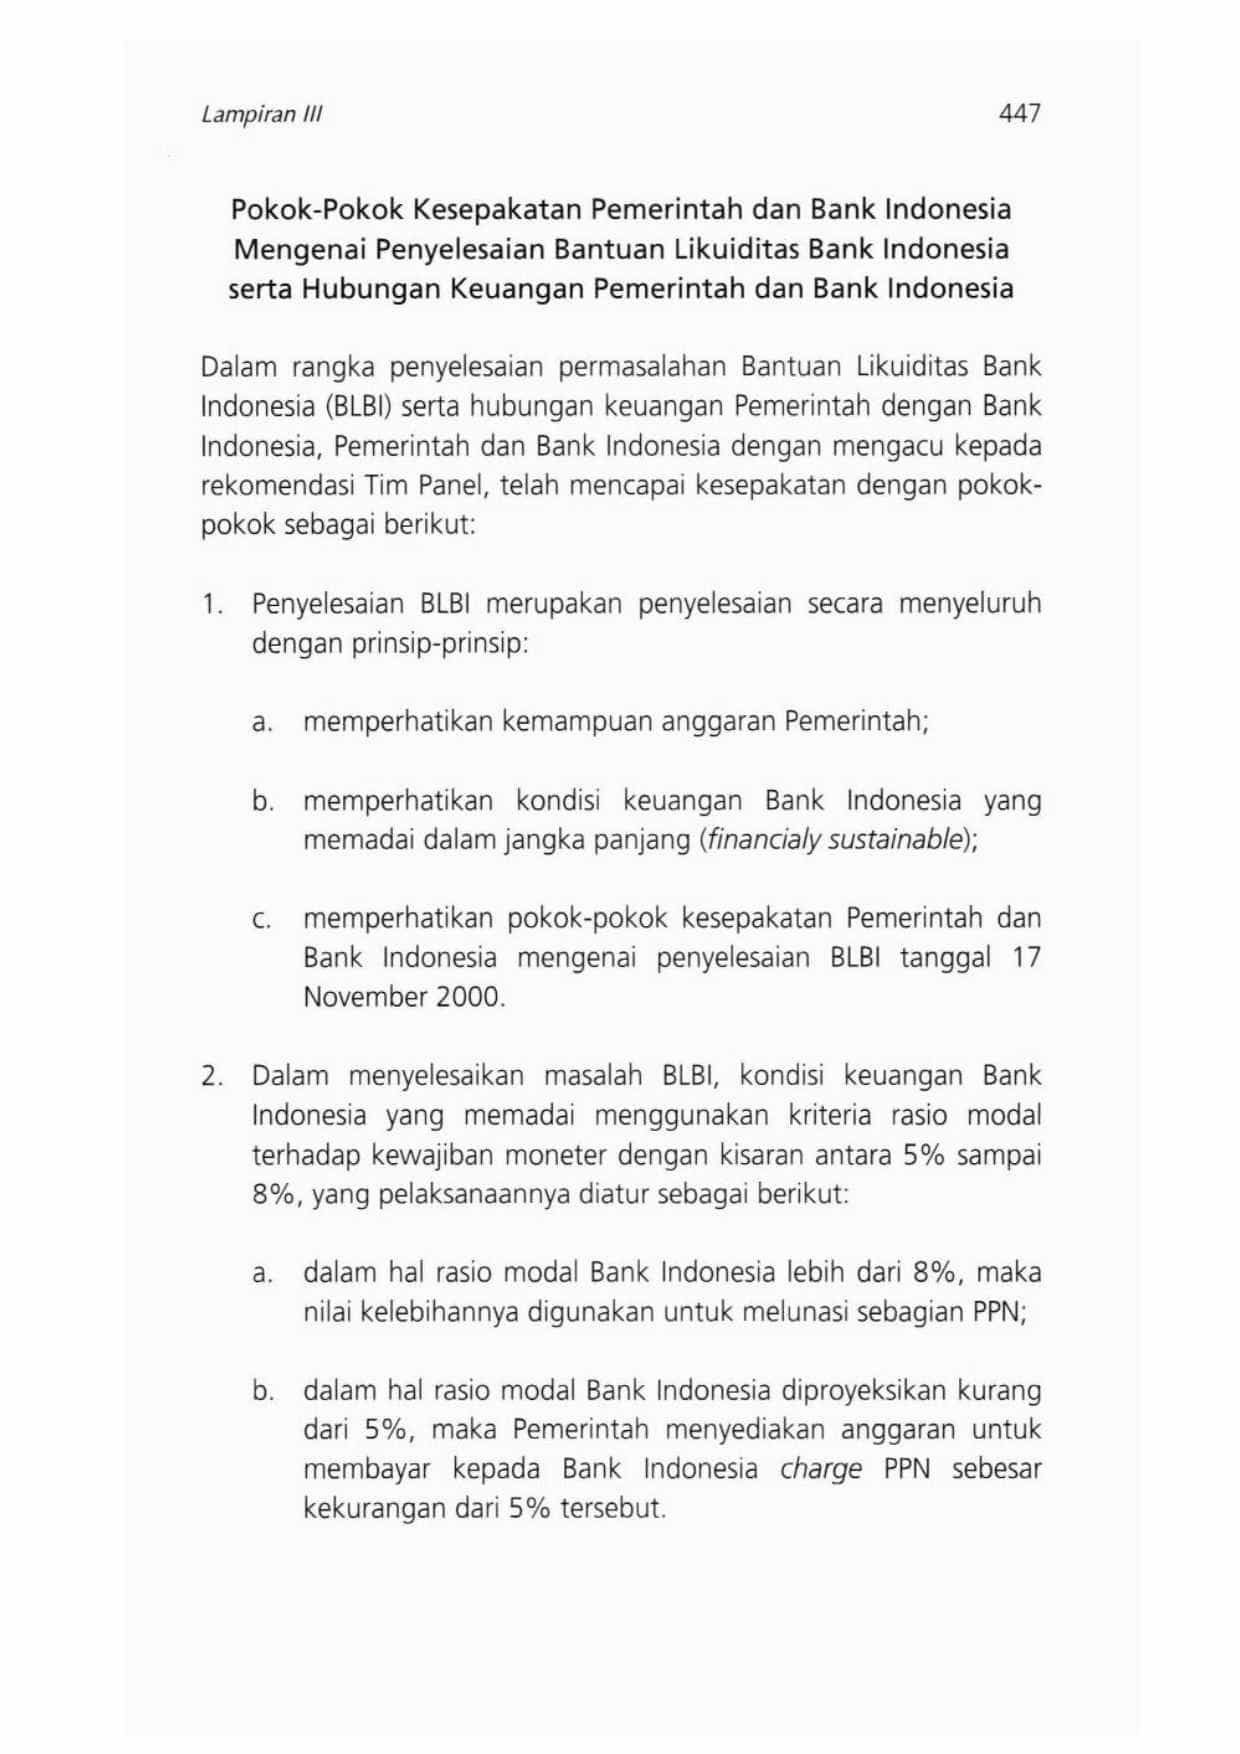 Lampiran III 447
Pokok-Pokok Kesepakatan Pemerintah dan Bank Indonesia
Mengenai Penyelesaian Bantuan Likuiditas Bank Indonesia
serta Hubungan Keuangan Pemerintah dan Bank Indonesia
Dalam rangka penyelesaian permasalahan Bantuan Likuiditas Bank
Indonesia (BLBI) serta hubungan keuangan Pemerintah dengan Bank
Indonesia, Pemerintah dan Bank Indonesia dengan mengacu kepada
rekomendasi Tim Panel, telah mencapai kesepakatan dengan pokok-
pokok sebagai berikut:
1. Penyelesaian BLBI merupakan penyelesaian secara menyeluruh
dengan prinsip-prinsip:
a. memperhatikan kemampuan anggaran Pemerintah;
b. memperhatikan kondisi keuangan Bank Indonesia yang
memadai dalam jangka panjang (financialy sustainable);
c. memperhatikan pokok-pokok kesepakatan Pemerintah dan
Bank Indonesia mengenai penyelesaian BLBI tanggal 17
November 2000.
2. Dalam menyelesaikan masalah BLBI, kondisi keuangan Bank
Indonesia yang memadai menggunakan kriteria rasio modal
terhadap kewajiban moneter dengan kisaran antara 5% sampai
8%, yang pelaksanaannya diatur sebagai berikut:
a. dalam hal rasio modal Bank Indonesia lebih dari 8%, maka
nilai kelebihannya digunakan untuk melunasi sebagian PPN;
b. dalam hal rasio modal Bank Indonesia diproyeksikan kurang
dari 5%, maka Pemerintah menyediakan anggaran untuk
membayar kepada Bank Indonesia charge PPN sebesar
kekurangan dari 5% tersebut.